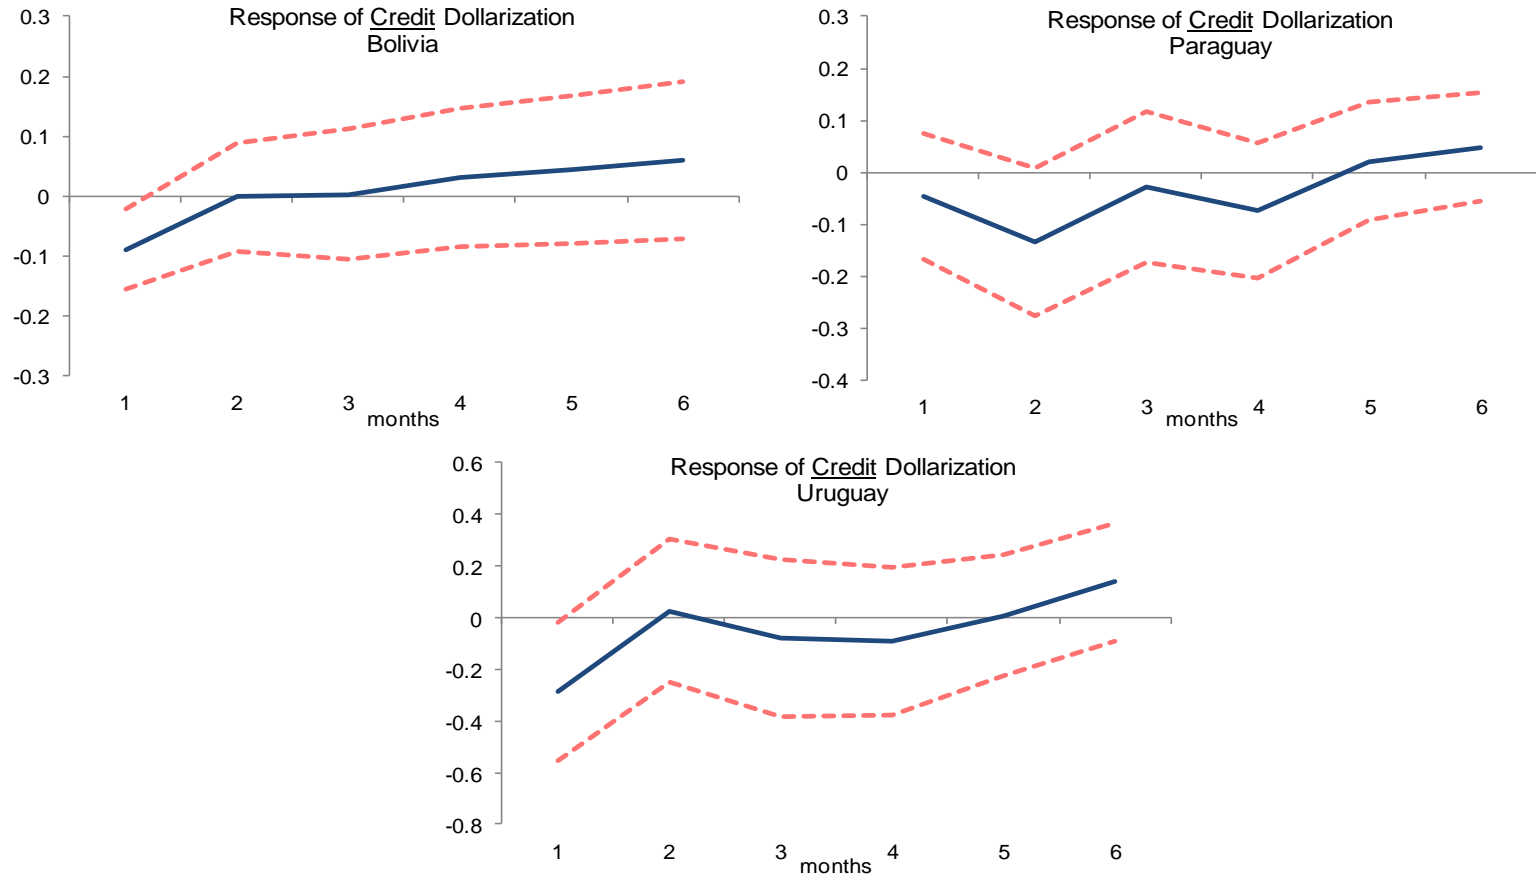 Response of Credit Dollarization
Bolivia
0.3
0.2
0.1
0
-0.1
-0.2
-0.3
1 2 3 4 5 6
months
Response of Credit Dollarization
Paraguay
0.3
0.2
0.1
0
-0.1
-0.2
-0.3
-0.4
1 2 3 4 5 6
months
Response of Credit Dollarization
Uruguay
0.6
0.4
0.2
0
-0.2
-0.4
-0.6
-0.8
1 2 3 4 5 6
months